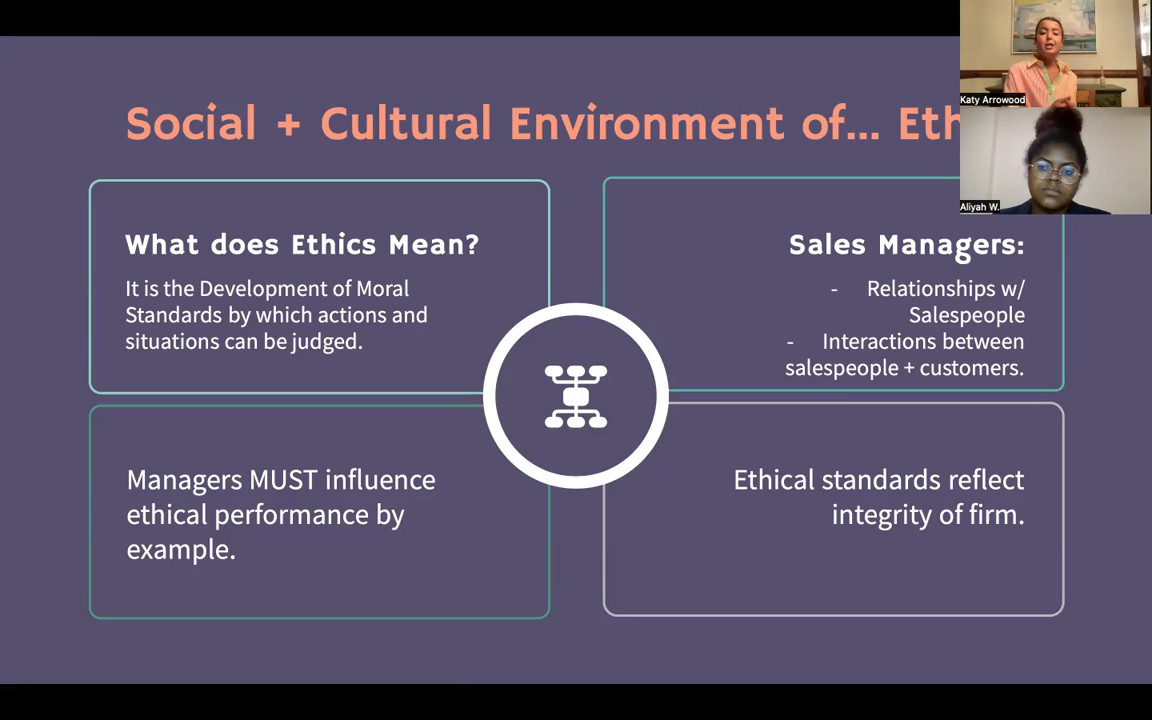 Social + Cultural Environment of... Eth
Katy Arrowood
Aliyah W.
What does Ethics Mean?
It is the Development of Moral
Standards by which actions and
situations can be judged.
Sales Managers:
- Relationships w/
Salespeople
- Interactions between
salespeople + customers.
Managers MUST influence
ethical performance by
example.
Ethical standards reflect
integrity of firm.